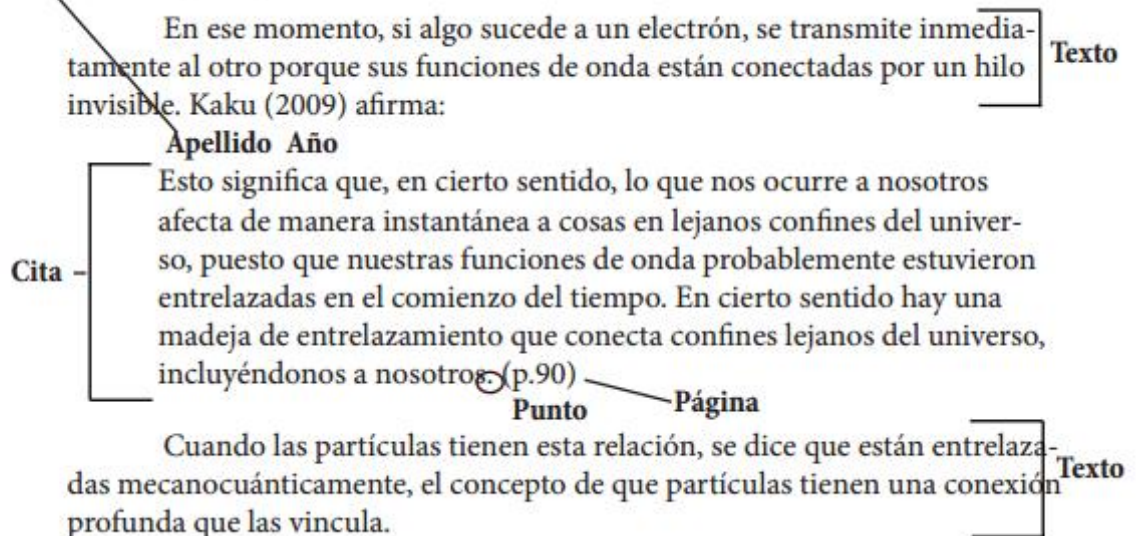 En ese momento, si algo sucede a un electrón, se transmite inmedia-
tamente al otro porque sus funciones de onda están conectadas por un hilo
invisible. Kaku (2009) afirma:
Texto
Apellido Año
Esto significa que, en cierto sentido, lo que nos ocurre a nosotros
afecta de manera instantánea a cosas en lejanos confines del univer-
so, puesto que nuestras funciones de onda probablemente estuvieron
entrelazadas en el comienzo del tiempo. En cierto sentido hay una
madeja de entrelazamiento que conecta confines lejanos del universo,
incluyéndonos a nosotros. (p.90)
Cita
Punto
Página
Cuando las partículas tienen esta relación, se dice que están entrelaza-
das mecanocuánticamente, el concepto de que partículas tienen una conexión
profunda que las vincula.
Texto